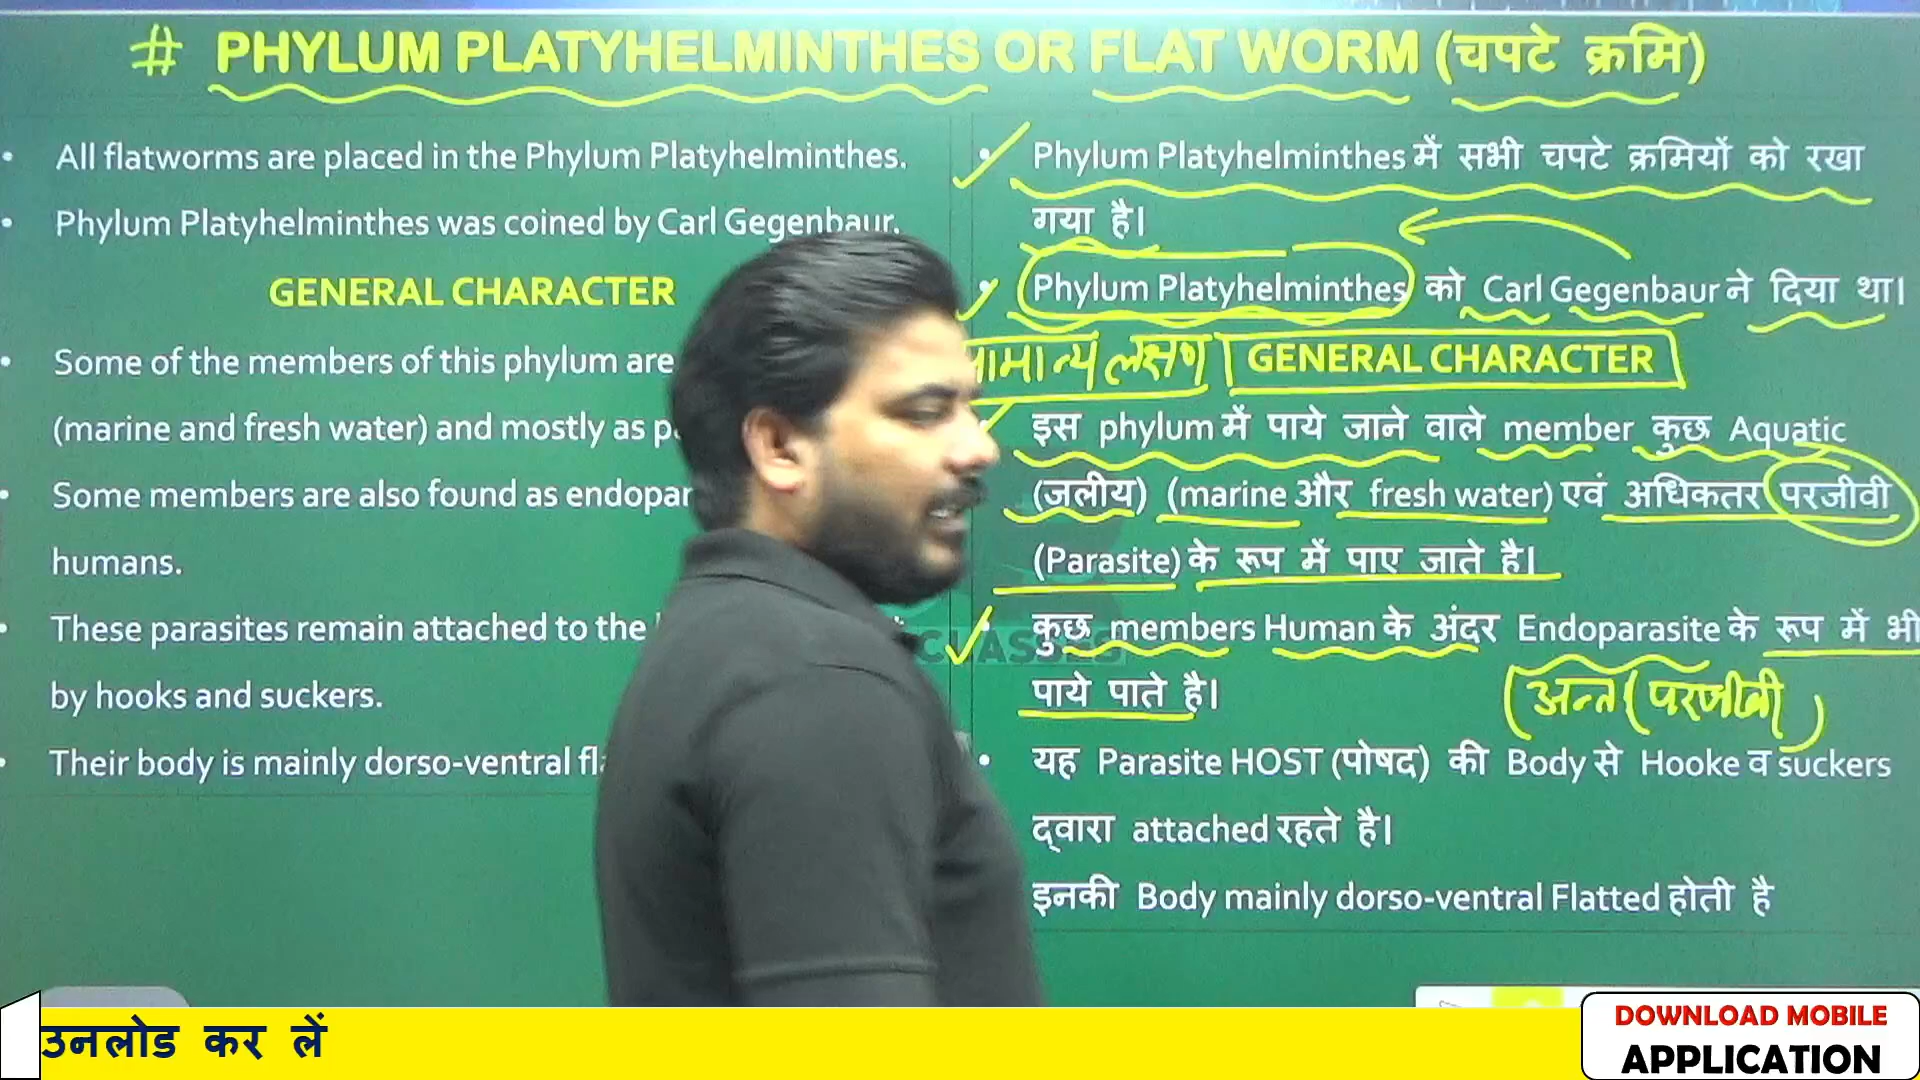 # PHYLUM PLATYHELMINTHES OR FLAT WORM (चपटे क्रमि)
• All flatworms are placed in the Phylum Platyhelminthes.
• Phylum Platyhelminthes was coined by Carl Gegenbaur.
GENERAL CHARACTER
• Some of the members of this phylum are
(marine and fresh water) and mostly as
• Some members are also found as
humans.
• These parasites remain attached to the
by hooks and suckers.
• Their body is mainly dorso-ventral
• Phylum Platyhelminthes में सभी चपटे क्रमियों को रखा
गया है।
• Phylum Platyhelminthes को Carl Gegenbaur ने दिया था।
लक्षण GENERAL CHARACTER
इस phylum में पाये जाने वाले member कुछ Aquatic
(जलीय) (marine और fresh water) एवं अधिकतर परजीवी
(Parasite) के रूप में पाए जाते है।
• कुछ members Human के अंदर Endoparasite के रूप में भी
पाये पाते है।
(अन्त (परजीवी)
• यह Parasite HOST (पोषद) की Body से Hooke व suckers
द्वारा attached रहते है।
इनकी Body mainly dorso-ventral Flatted होती है
CLASSES
उनलोड कर लें
DOWNLOAD MOBILE
APPLICATION